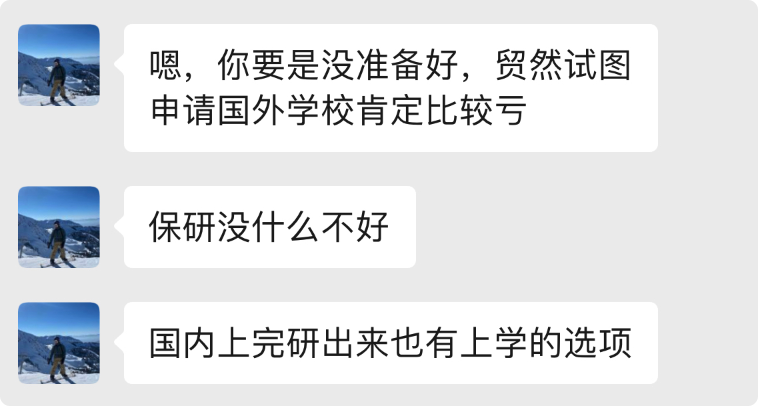 嗯，你要是没准备好，贸然试图
申请国外学校肯定比较亏
保研没什么不好
国内上完研出来也有上学的选项